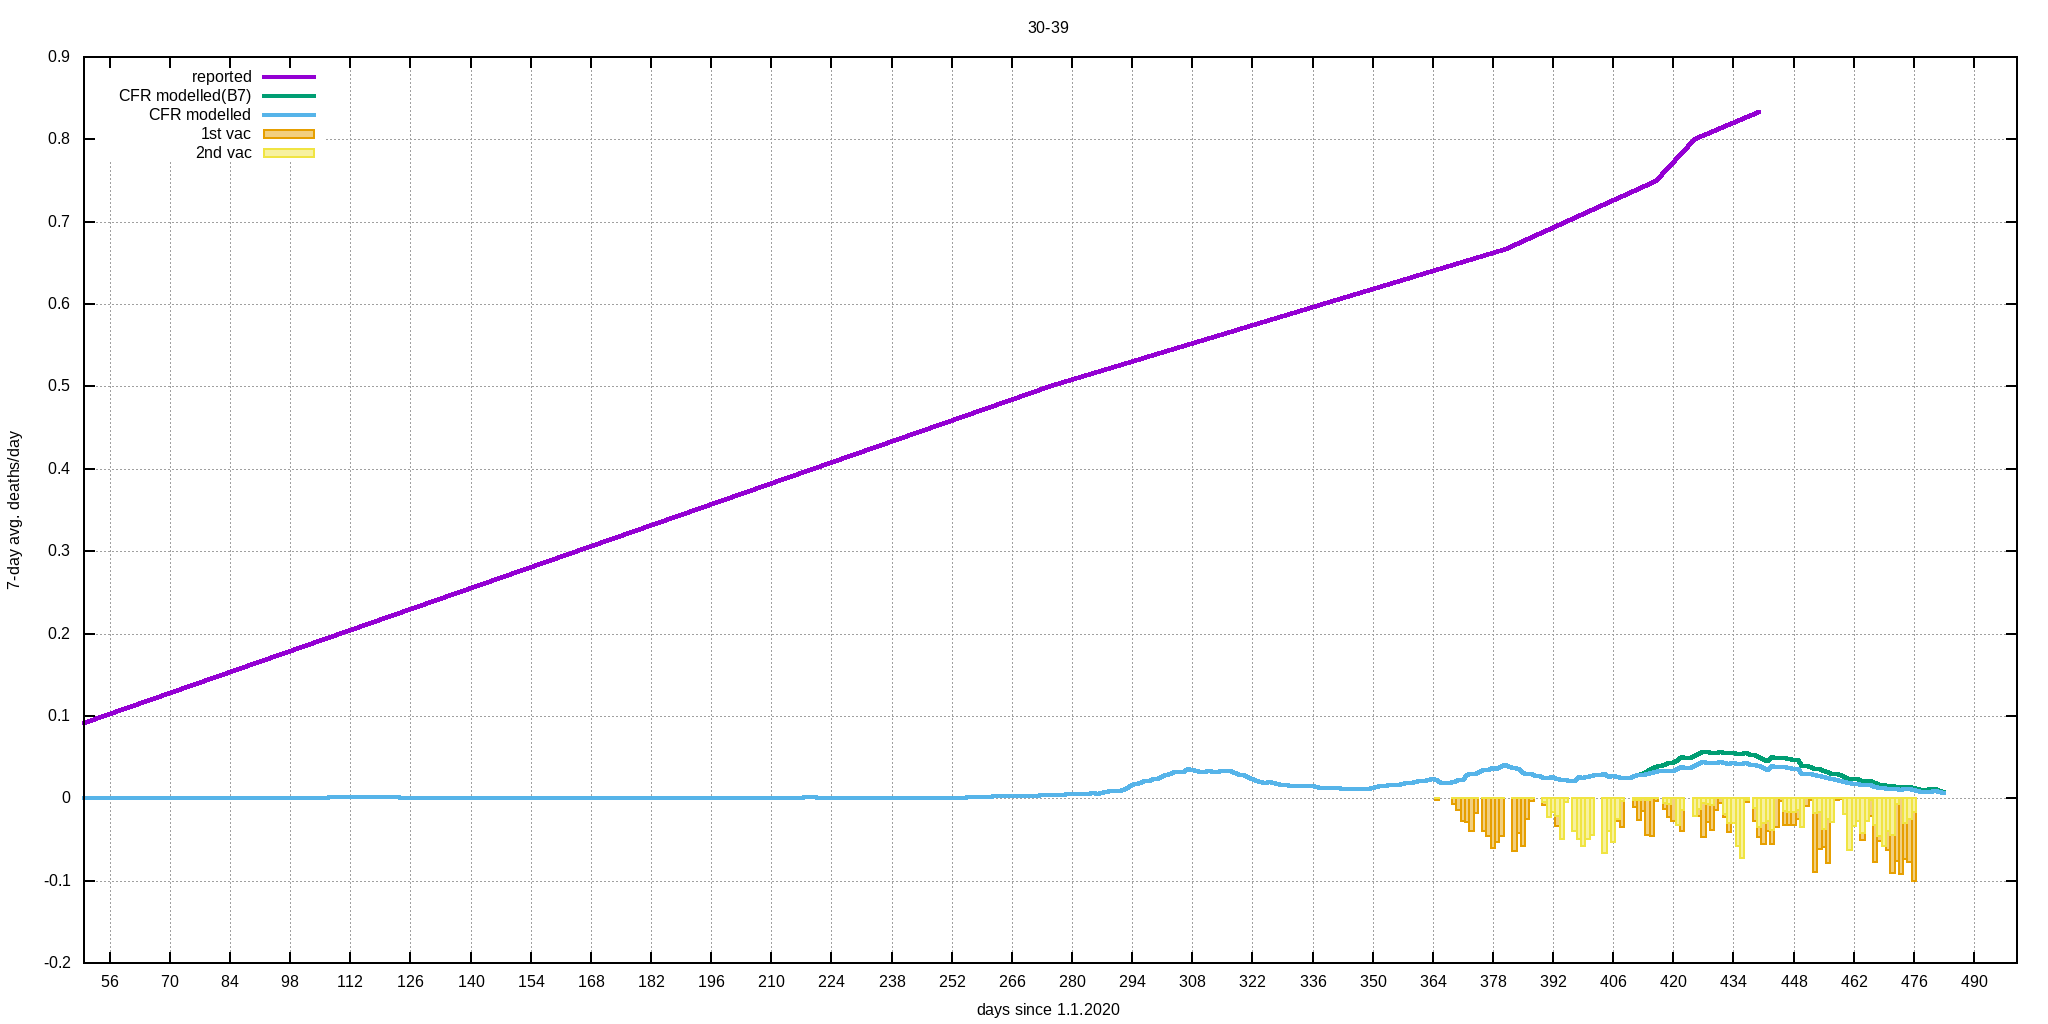 30-39
0.9
0.8
0.7
0.6
0.5
0.4
0.3
0.2
0.1
0
-0.1
-0.2
7-day avg. deaths/day
reported
CFR modelled(B7)
CFR modelled
1st vac
2nd vac
56 70 84 98 112 126 140 154 168 182 196 210 224 238 252 266 280 294 308 322 336 350 364 378 392 406 420 434 448 462 476 490
days since 1.1.2020